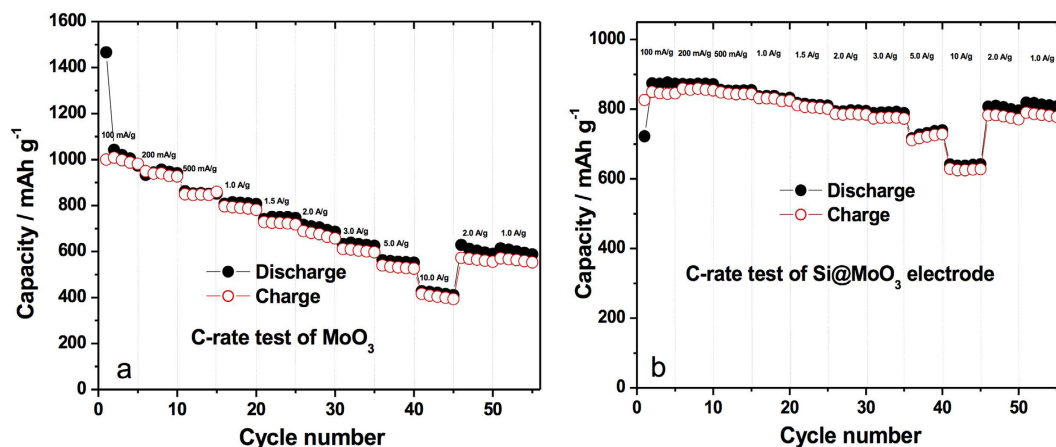 1600
1400
1200
1000
800
600
400
200
0
Capacity / mAh g-1
100 mA/g
200 mA/g
500 mA/g
1.0 A/g
1.5 A/g
2.0 A/g
3.0 A/g
5.0 A/g
10.0 A/g
2.0 A/g
1.0 A/g
Discharge
Charge
C-rate test of MoO3
a
0 10 20 30 40 50
Cycle number
1000
800
600
400
200
0
Capacity / mAh g-1
100 mA/g 200 mA/g 500 mA/g 1.0 A/g 1.5 A/g 2.0 A/g 3.0 A/g 5.0 A/g 10 A/g 2.0 A/g 1.0 A/g
Discharge
Charge
C-rate test of Si@MoO3 electrode
b
0 10 20 30 40 50
Cycle number